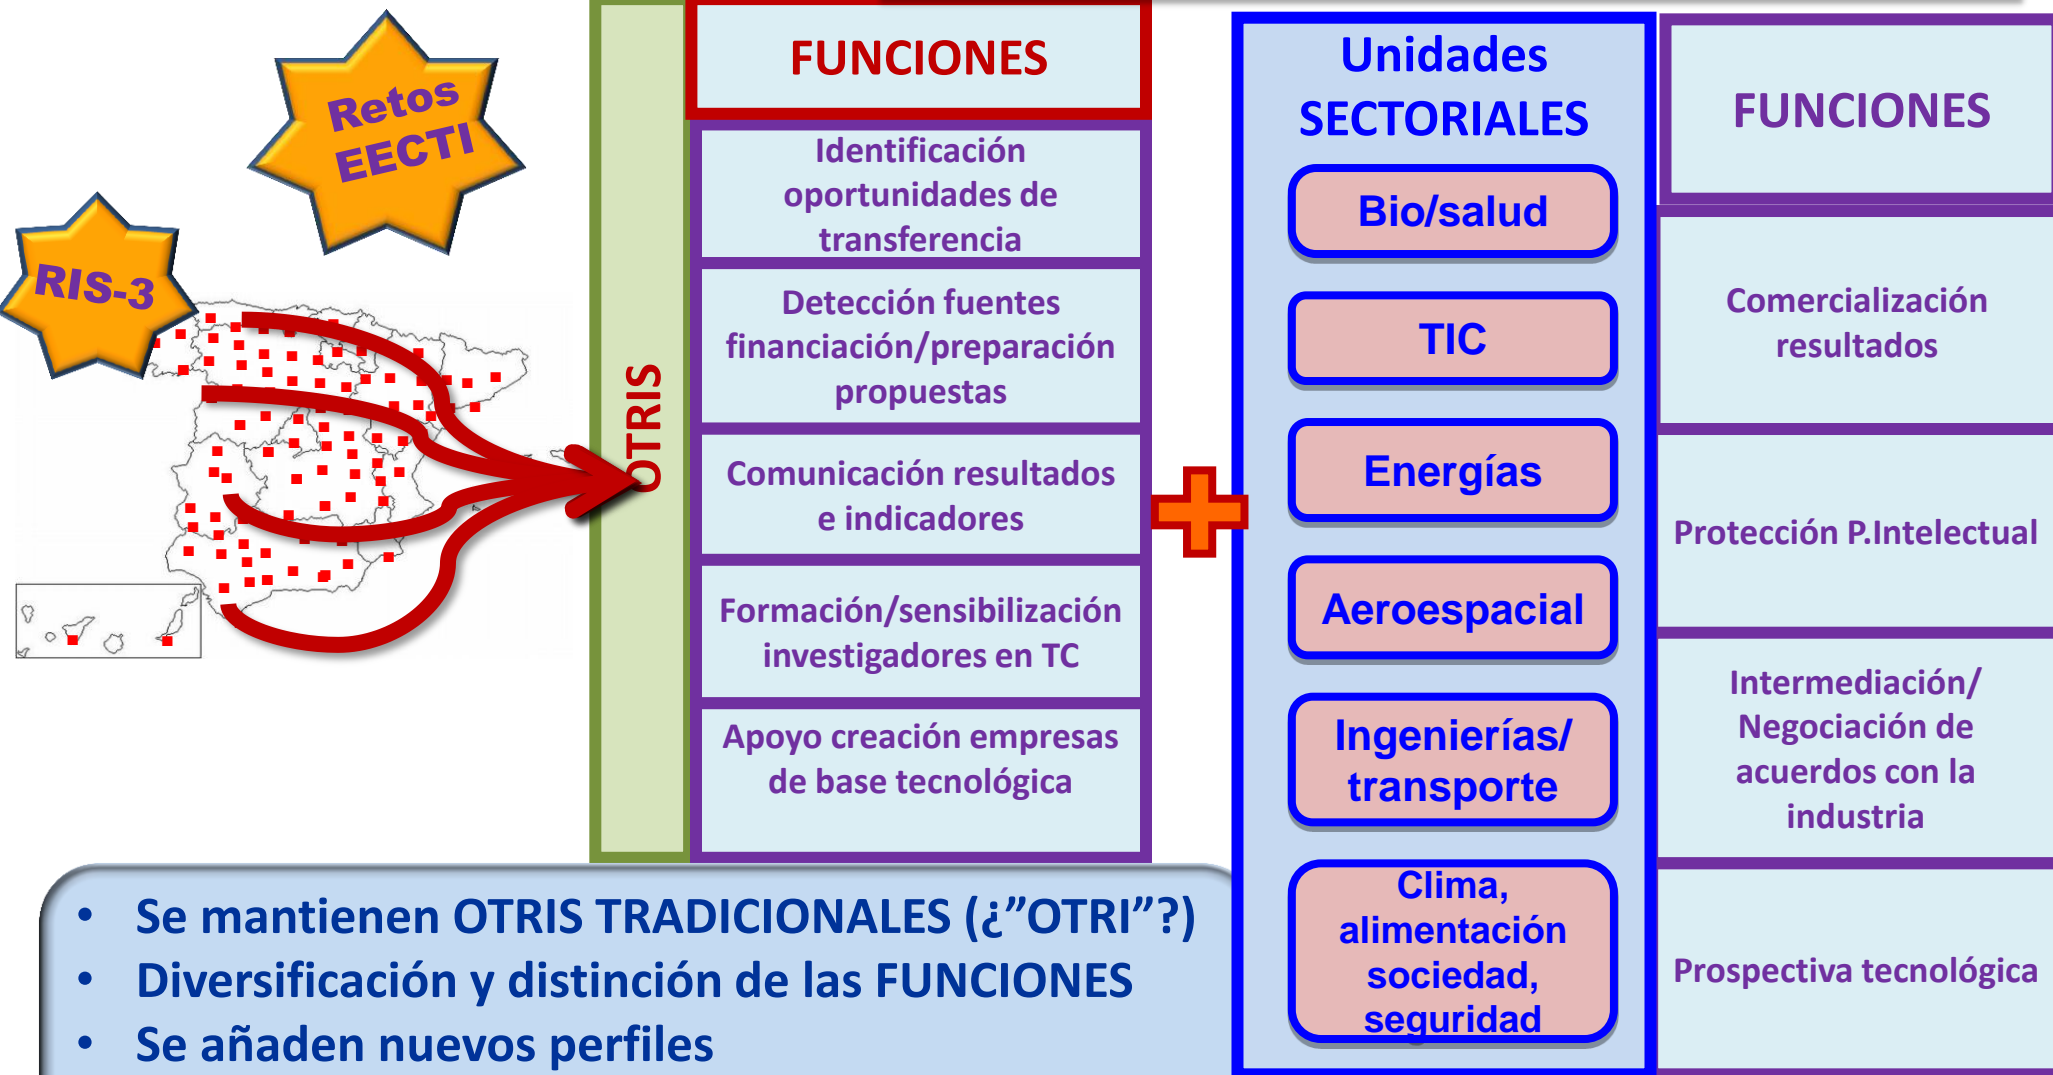 Retos
EECTI
RIS-3
OTRIS
FUNCIONES
Identificación
oportunidades de
transferencia
Detección fuentes
financiación/preparación
propuestas
Comunicación resultados
e indicadores
Formación/sensibilización
investigadores en TC
Apoyo creación empresas
de base tecnológica
Unidades
SECTORIALES
Bio/salud
TIC
Energías
Aeroespacial
Ingenierías/
transporte
Clima,
alimentación
sociedad,
seguridad
FUNCIONES
Comercialización
resultados
Protección P.Intelectual
Intermediación/
Negociación de
acuerdos con la
industria
Prospectiva tecnológica
• Se mantienen OTRIS TRADICIONALES (¿”OTRI”?)
• Diversificación y distinción de las FUNCIONES
• Se añaden nuevos perfiles